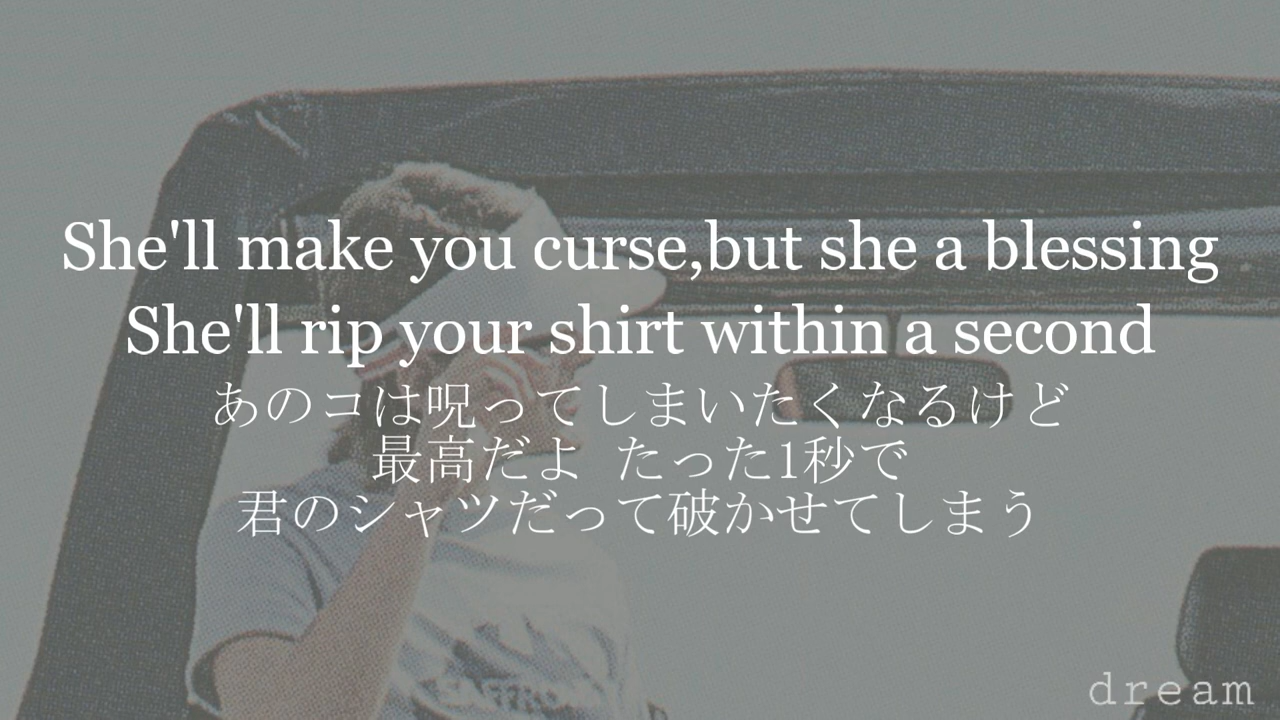 She'll make you curse,but she a blessing
She'll rip your shirt within a second
あのコは呪ってしまいたくなるけど
最高だよ たった1秒で
君のシャツだって破かせてしまう
dream